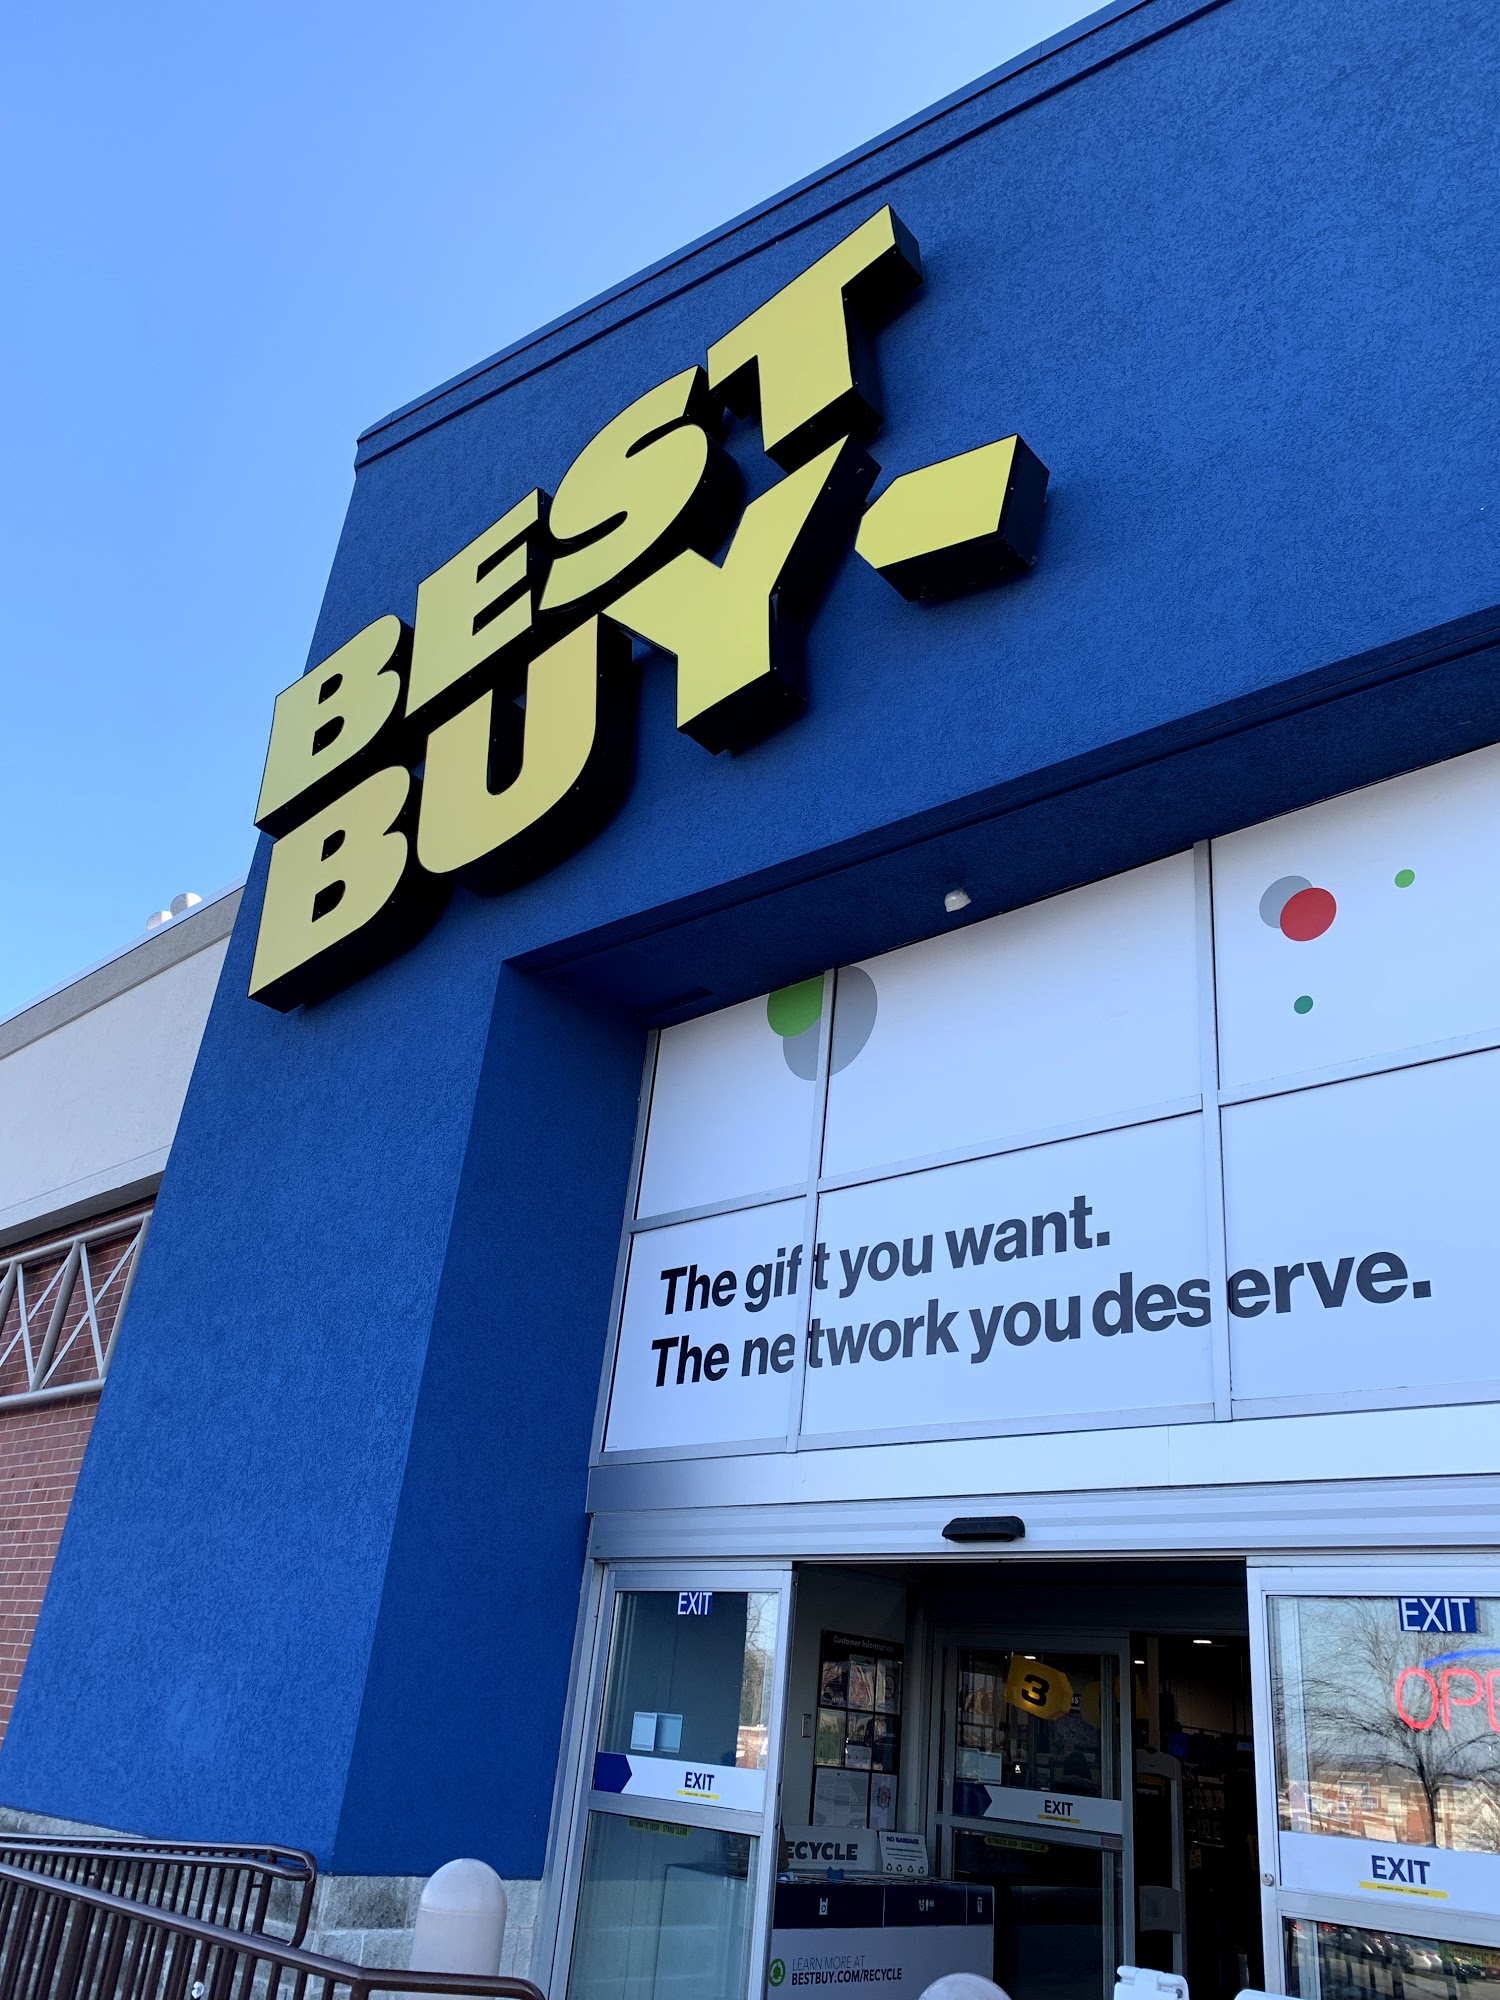 BEST
BUY
The gift you want.
The network you deserve.
EXIT
EXIT
OPE
Customer Information
3
EXIT
EXIT
EXIT
ECYCLE
NO GARBAGE
LEARN MORE AT
BESTBUY.COM/RECYCLE